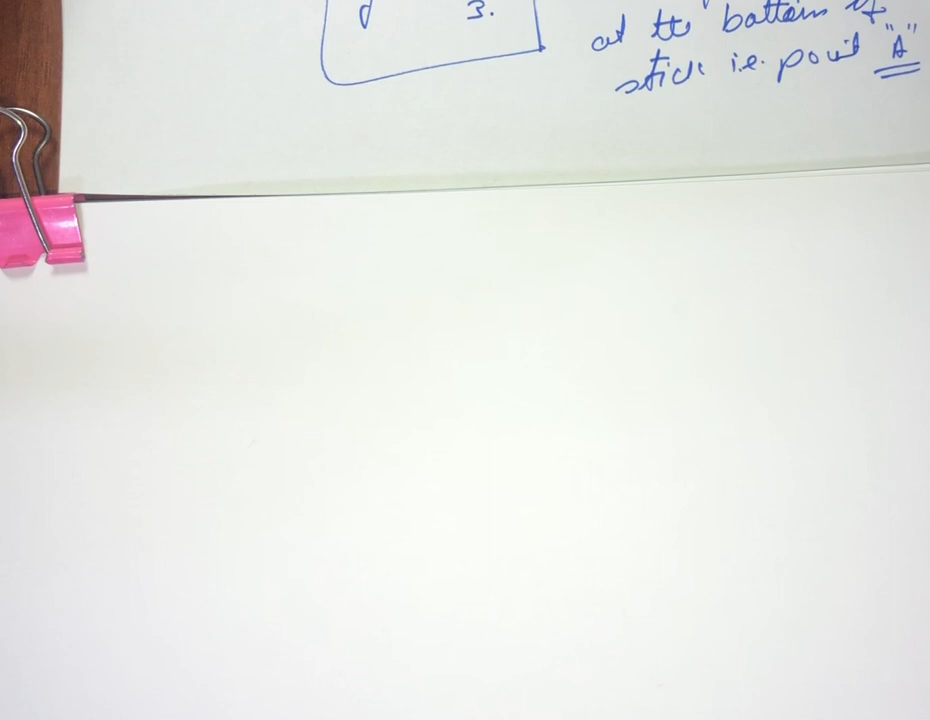 3.
at the bottom of
stick i.e. point "A"